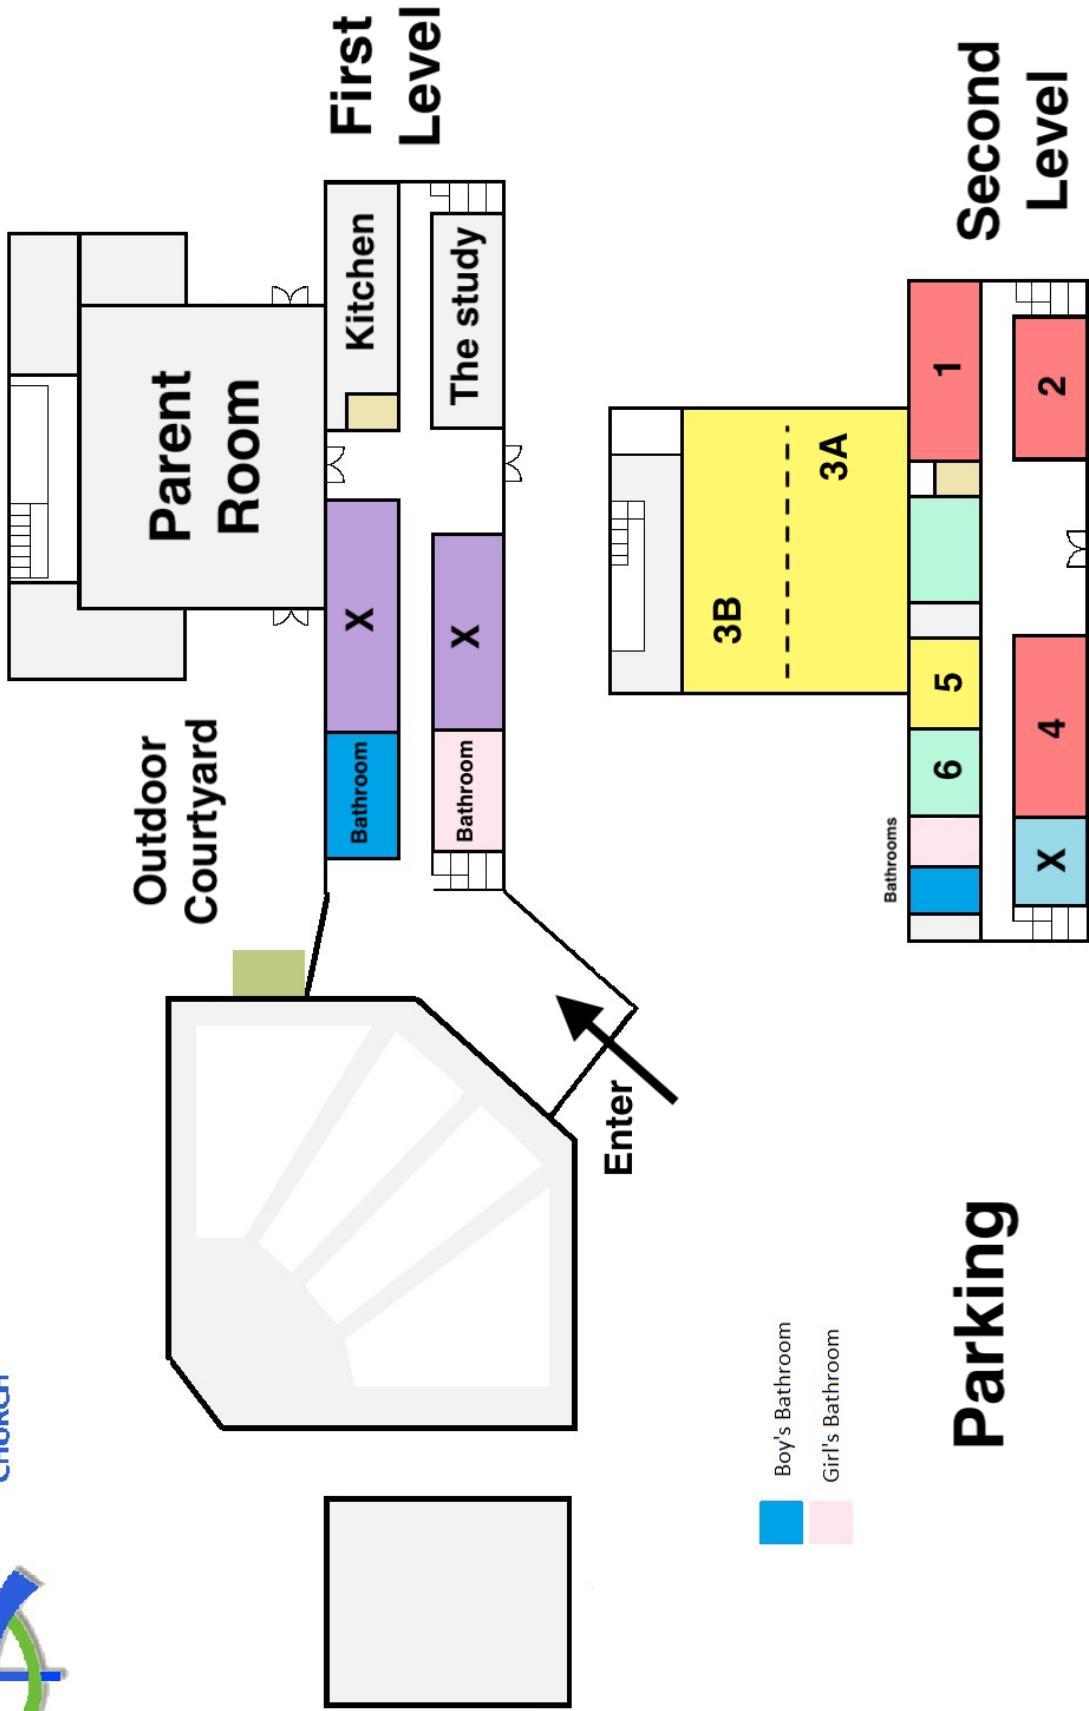 CHURCH
Outdoor
Courtyard
Parent
Room
First
Level
Bathroom
X
Kitchen
Bathroom
X
The study
Enter
3B
3A
Second
Level
Bathrooms
6
5
1
X
4
2
Boy's Bathroom
Girl's Bathroom
Parking